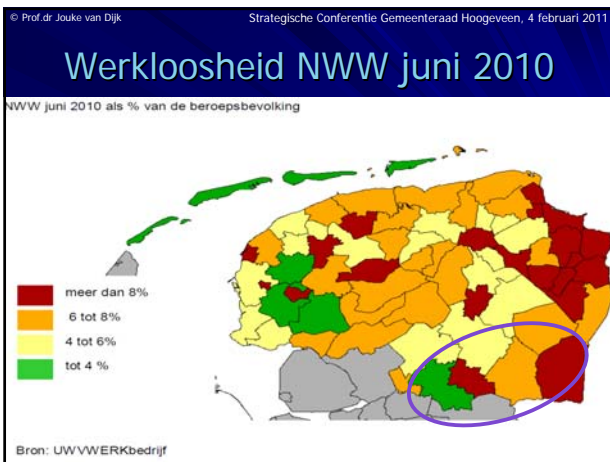 © Prof.dr Jouke van Dijk Strategische Conferentie Gemeenteraad Hoogeveen, 4 februari 2011
Werkloosheid NWW juni 2010
NWW juni 2010 als % van de beroepsbevolking
meer dan 8%
6 tot 8%
4 tot 6%
tot 4 %
Bron: UWVWERKbedrijf